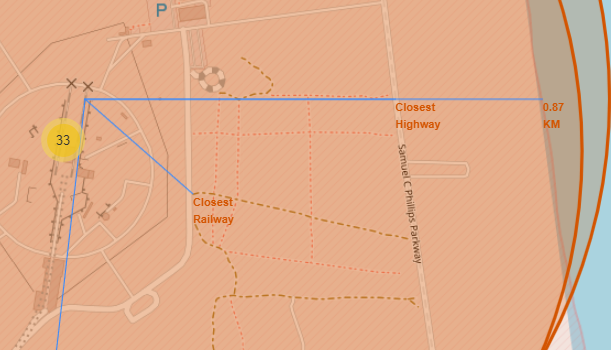 P
Closest
Highway
0.87
KM
33
Samuel C Phillips Parkway
Closest
Railway